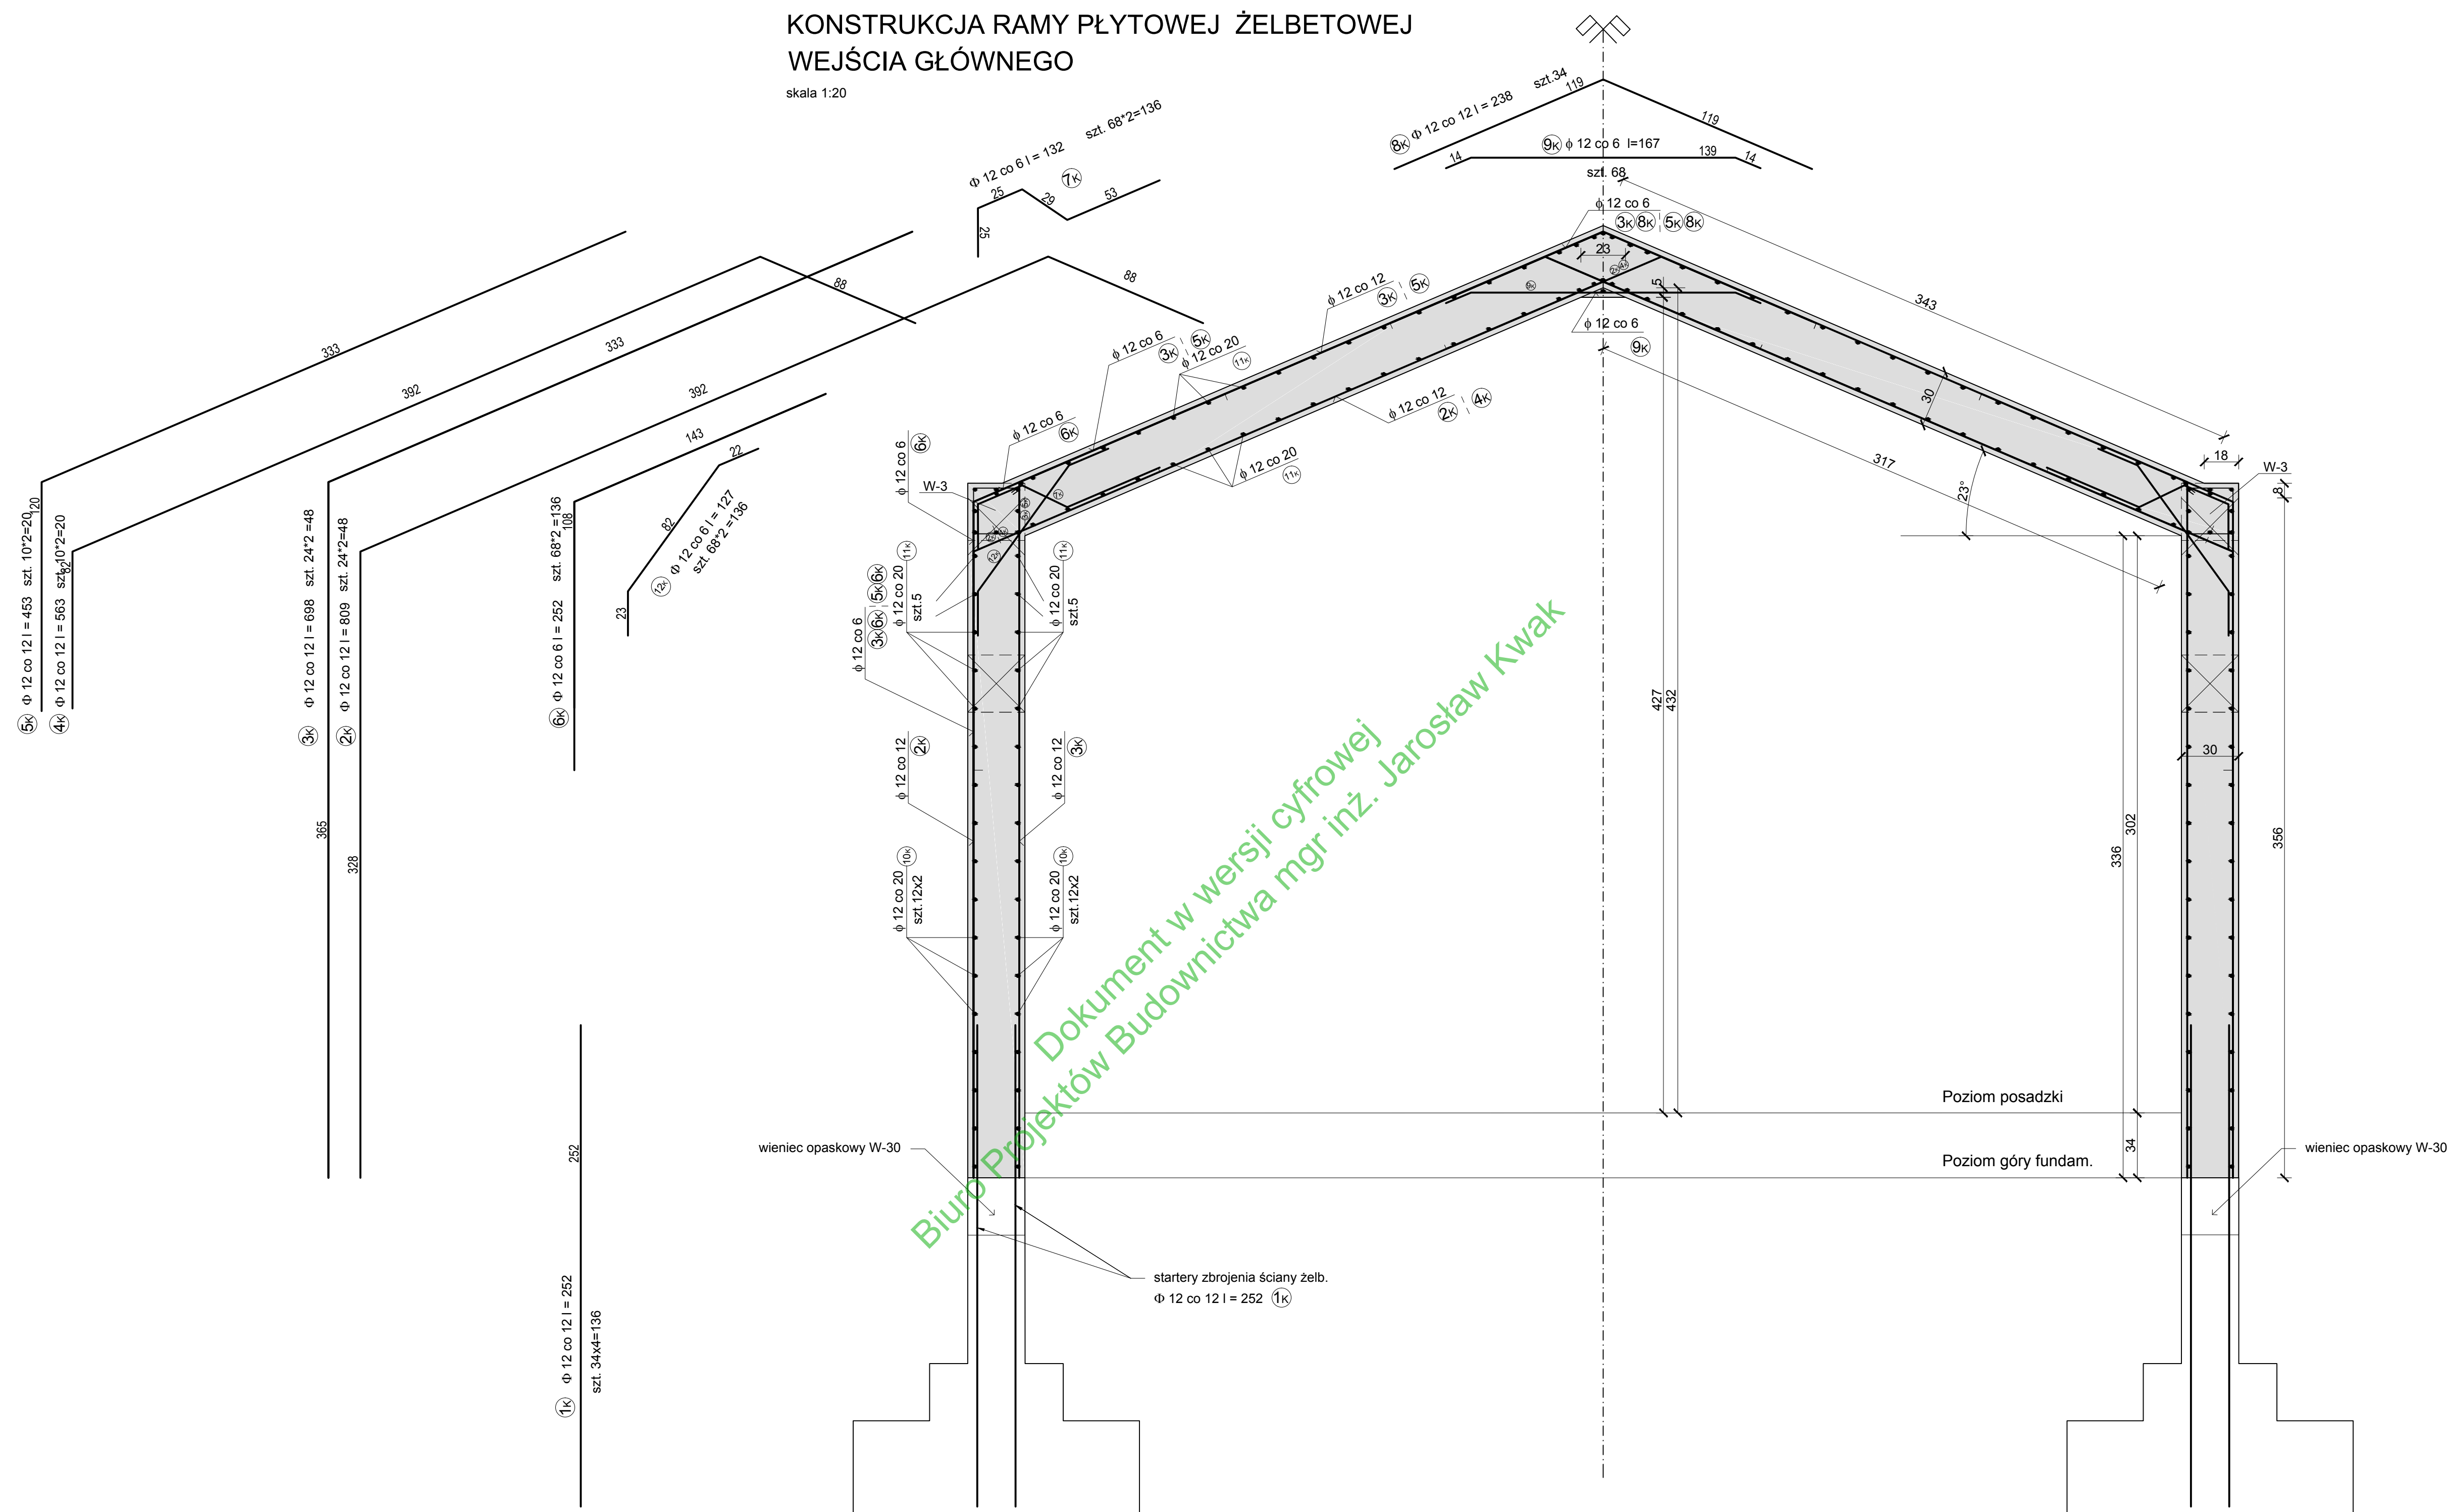 KONSTRUKCJA RAMY PŁYTOWEJ ŻELBETOWEJ
WEJŚCIA GŁÓWNEGO
skala 1:20
8K Φ 12 co 12 l = 238 szt.34
119
119
9K ϕ 12 co 6 l=167
14
139
14
szt. 68
Φ 12 co 6 l = 132 szt. 68*2=136
7K
25
29
53
25
5K Φ 12 co 12 l = 453 szt. 10*2=20
120
333
4K Φ 12 co 12 l = 563 szt. 10*2=20
82
392
88
3K Φ 12 co 12 l = 698 szt. 24*2 =48
365
333
2K Φ 12 co 12 l = 809 szt. 24*2=48
328
392
88
6K Φ 12 co 6 l = 252 szt. 68*2 =136
108
143
12K Φ 12 co 6 l = 127
szt. 68*2 =136
22
82
23
1K Φ 12 co 12 l = 252
szt. 34x4=136
252
ϕ 12 co 6
3K 8K 5K 8K
23
2K 4K
9K
5
ϕ 12 co 6
9K
ϕ 12 co 12
3K 5K
ϕ 12 co 6
3K 5K
ϕ 12 co 20
11K
ϕ 12 co 12
2K 4K
ϕ 12 co 20
11K
ϕ 12 co 6
6K
ϕ 12 co 6
6K
W-3
7K
12K
343
317
30
23°
18
W-3
8
ϕ 12 co 6
3K 6K 5K 6K
ϕ 12 co 20
szt.5
11K
ϕ 12 co 20
szt.5
11K
ϕ 12 co 12
2K
ϕ 12 co 12
3K
ϕ 12 co 20
szt.12x2
10K
ϕ 12 co 20
szt.12x2
10K
427
432
30
302
336
356
34
Poziom posadzki
Poziom góry fundam.
wieniec opaskowy W-30
wieniec opaskowy W-30
startery zbrojenia ściany żelb.
Φ 12 co 12 l = 252 1K
Dokument w wersji cyfrowej
Biuro Projektów Budownictwa mgr inż. Jarosław Kwak